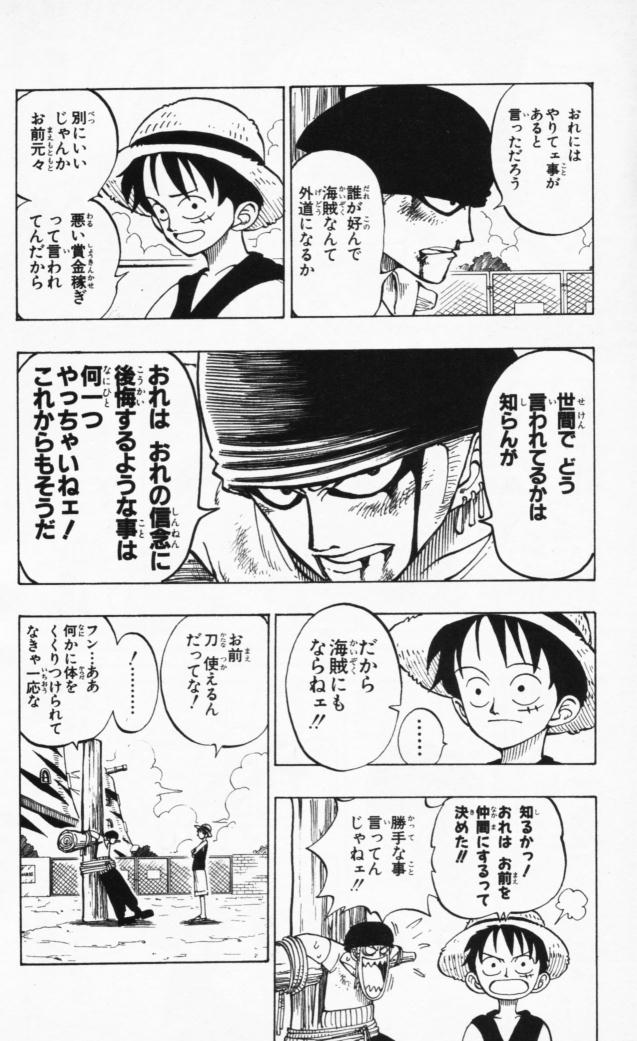 おれには
やりてェ事が
あると
言っただろう
誰が好んで
海賊なんて
外道になるか
別にいい
じゃんか
お前元々
悪い賞金稼ぎ
って言われ
てんだから
世間で どう
言われてるかは
知らんが
おれは おれの信念に
後悔するような事は
何一つ
やっちゃいねェ!
これからもそうだ
………
だから
海賊にも
ならねェ!!
知るかっ!
おれは お前を
仲間にするって
決めた!!
勝手な事
言ってん
じゃねェ!!
お前
刀 使えるん
だってな!
!…………
フン…ああ
何かに体を
くくりつけられて
なきゃ一応な